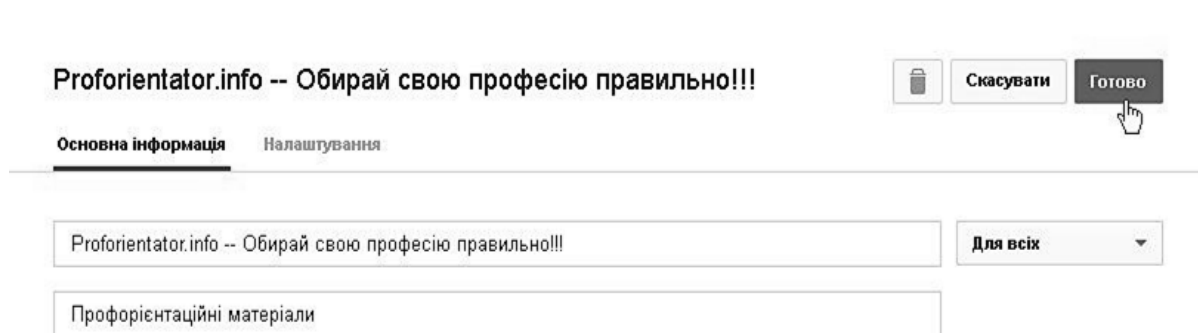 Proforientator.info -- Обирай свою професію правильно!!! Скасувати Готово
Основна інформація Налаштування
Proforientator.info -- Обирай свою професію правильно!!! Для всіх
Профорієнтаційні матеріали